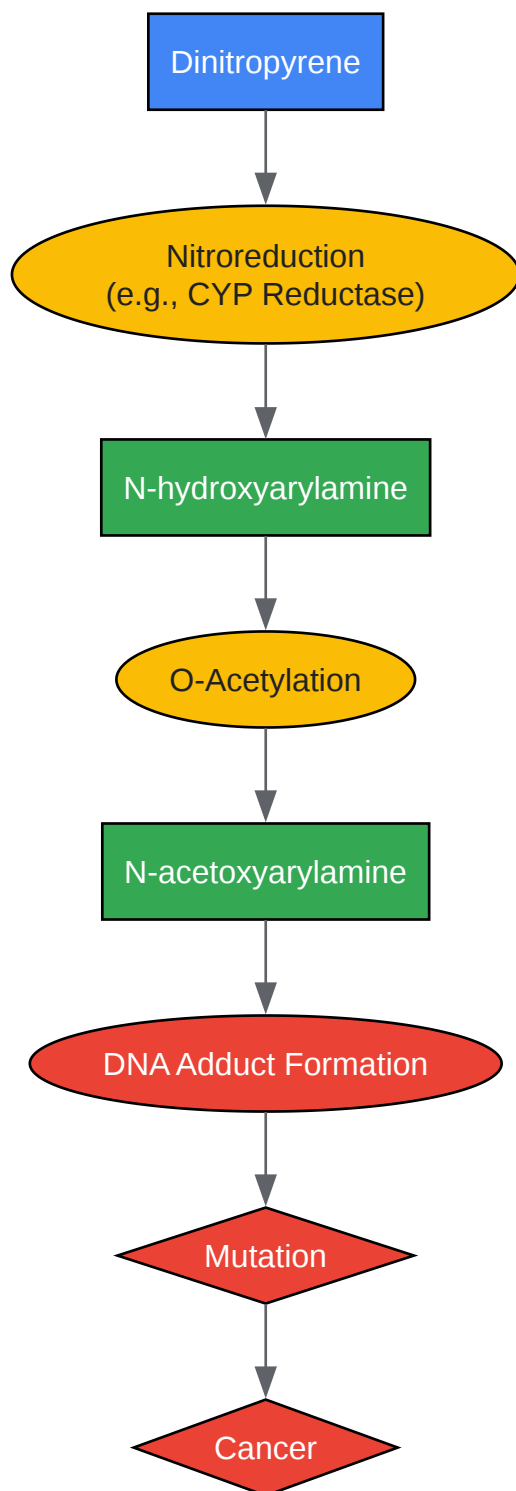 Dinitropyrene
Nitroreduction
(e.g., CYP Reductase)
N-hydroxyarylamine
O-Acetylation
N-acetoxyarylamine
DNA Adduct Formation
Mutation
Cancer